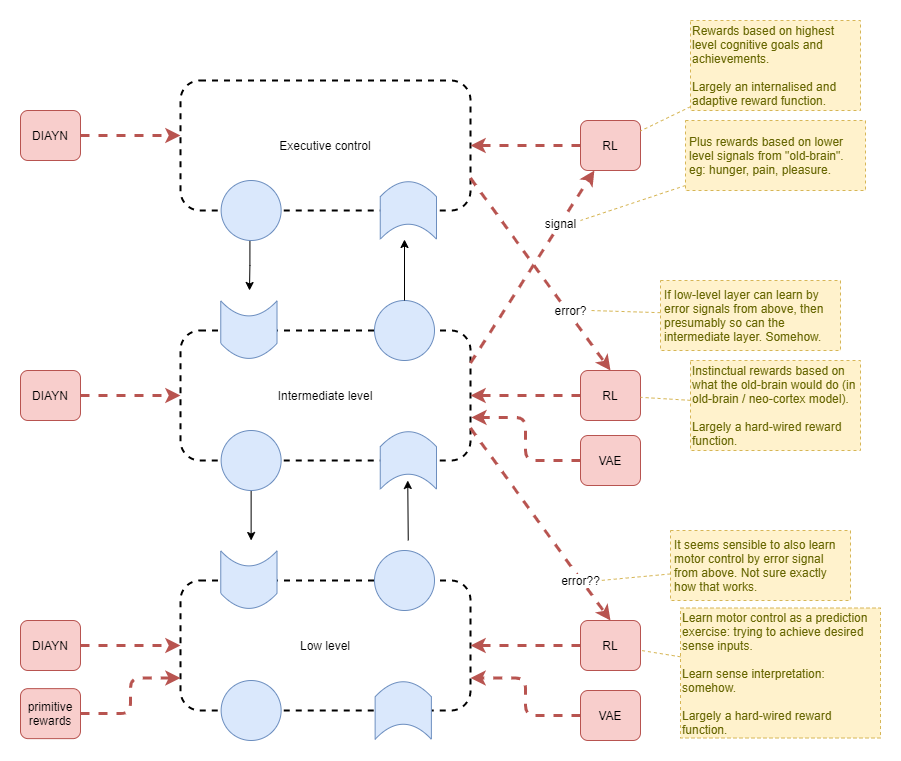 Rewards based on highest
level cognitive goals and
achievements.
Largely an internalised and
adaptive reward function.
DIAYN
Executive control
RL
Plus rewards based on lower
level signals from "old-brain".
eg: hunger, pain, pleasure.
signal
error?
If low-level layer can learn by
error signals from above, then
presumably so can the
intermediate layer. Somehow.
DIAYN
Intermediate level
RL
Instinctual rewards based on
what the old-brain would do (in
old-brain / neo-cortex model).
Largely a hard-wired reward
function.
VAE
error??
It seems sensible to also learn
motor control by error signal
from above. Not sure exactly
how that works.
DIAYN
Low level
RL
Learn motor control as a prediction
exercise: trying to achieve desired
sense inputs.
Learn sense interpretation:
somehow.
Largely a hard-wired reward
function.
primitive
rewards
VAE